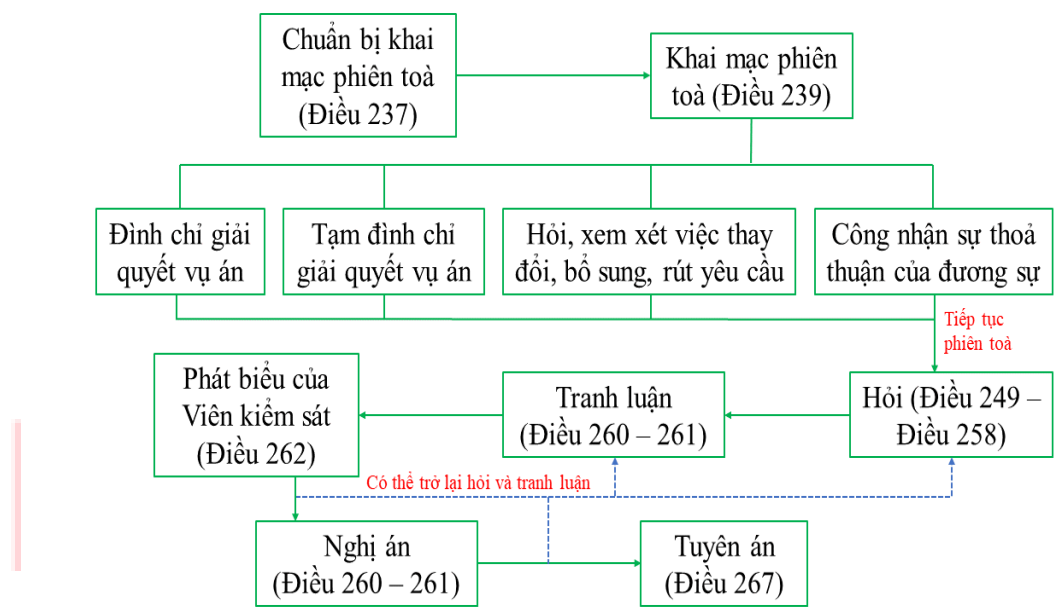 Chuẩn bị khai
mạc phiên toà
(Điều 237)
Khai mạc phiên
toà (Điều 239)
Đình chỉ giải
quyết vụ án
Tạm đình chỉ
giải quyết vụ án
Hỏi, xem xét việc thay
đổi, bổ sung, rút yêu cầu
Công nhận sự thoả
thuận của đương sự
Tiếp tục
phiên toà
Hỏi (Điều 249 –
Điều 258)
Tranh luận
(Điều 260 – 261)
Phát biểu của
Viên kiểm sát
(Điều 262)
Có thể trở lại hỏi và tranh luận
Nghị án
(Điều 260 – 261)
Tuyên án
(Điều 267)